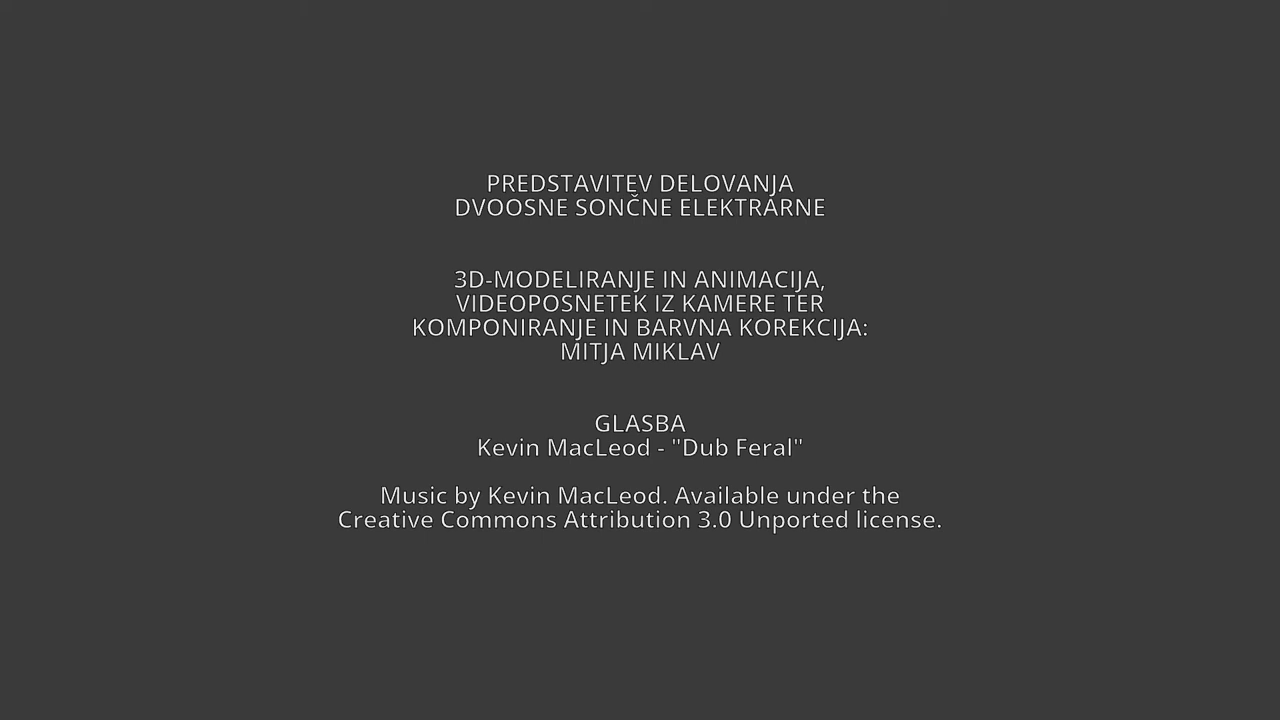 PREDSTAVITEV DELOVANJA
DVOOSNE SONČNE ELEKTRARNE
3D-MODELIRANJE IN ANIMACIJA,
VIDEOPOSNETEK IZ KAMERE TER
KOMPONIRANJE IN BARVNA KOREKCIJA:
MITJA MIKLAV
GLASBA
Kevin MacLeod - "Dub Feral"
Music by Kevin MacLeod. Available under the
Creative Commons Attribution 3.0 Unported license.